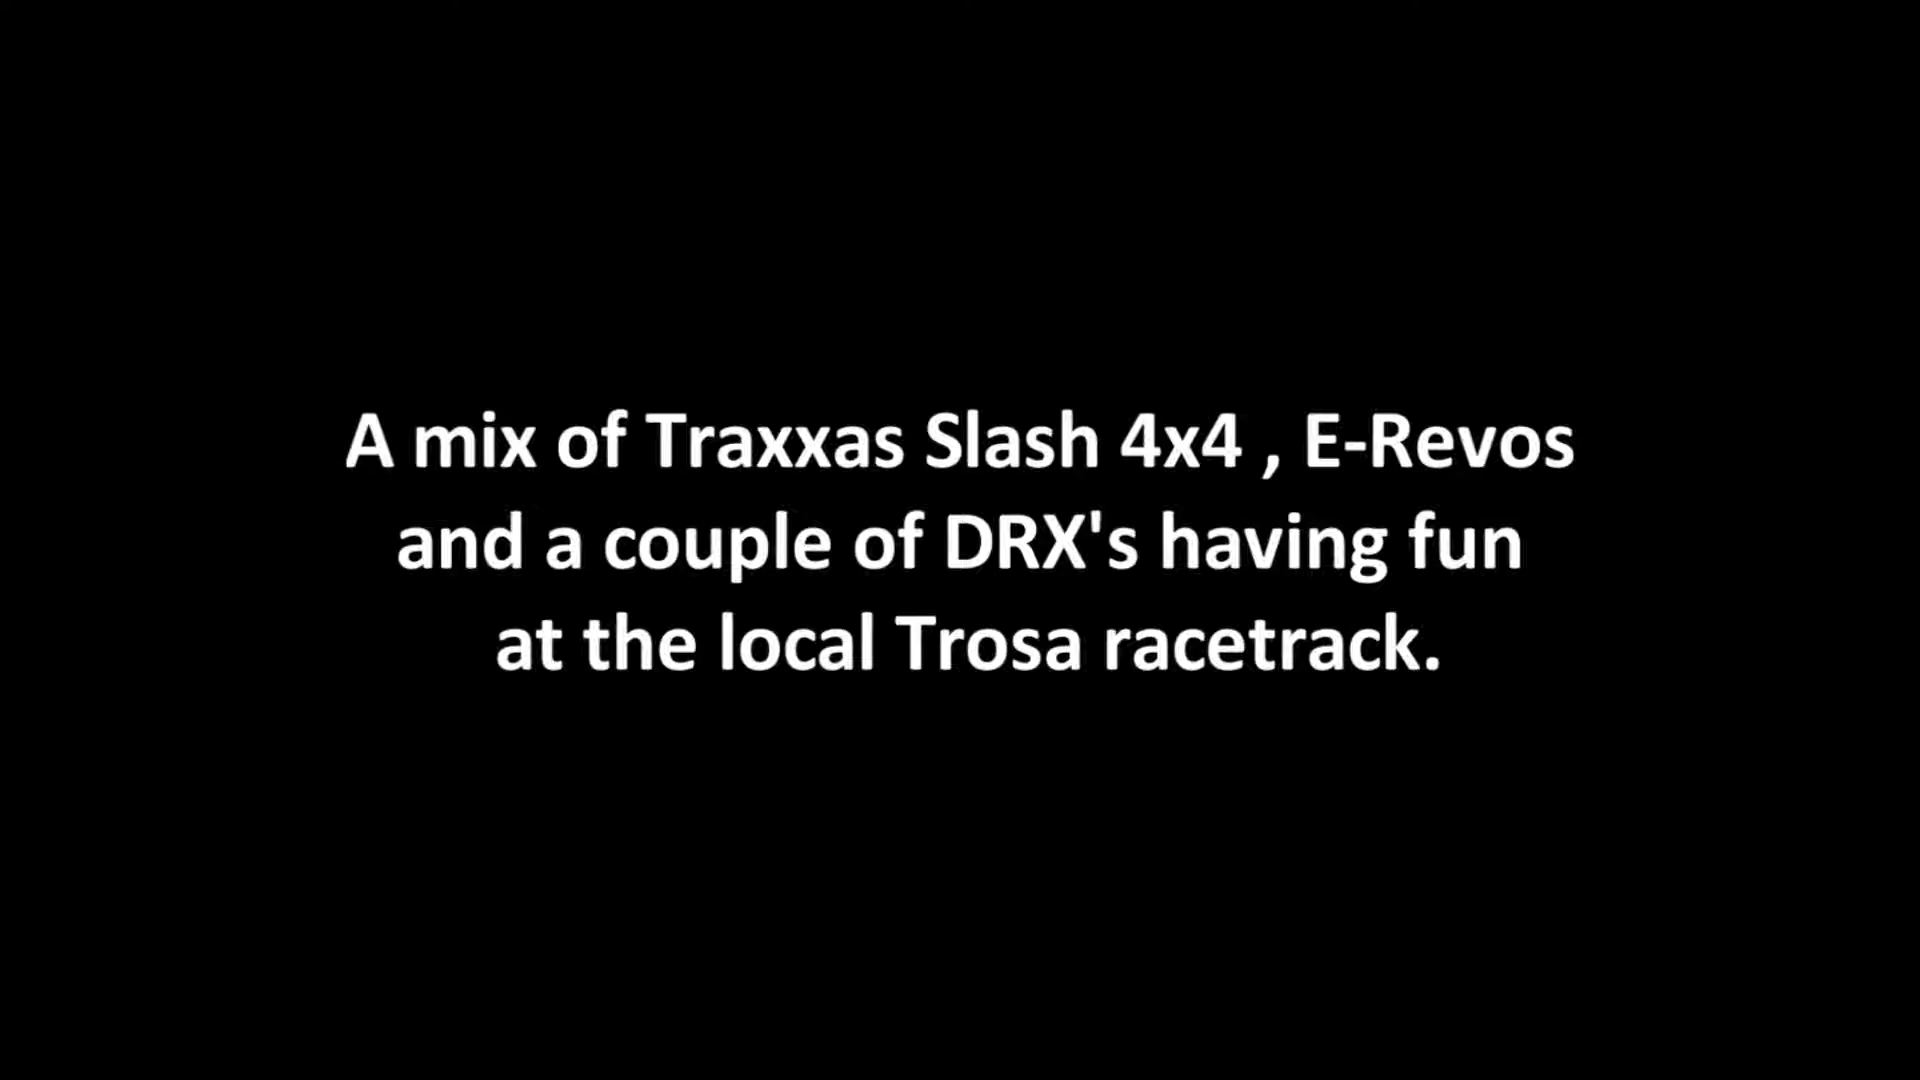 A mix of Traxxas Slash 4x4 , E-Revos
and a couple of DRX's having fun
at the local Trosa racetrack.